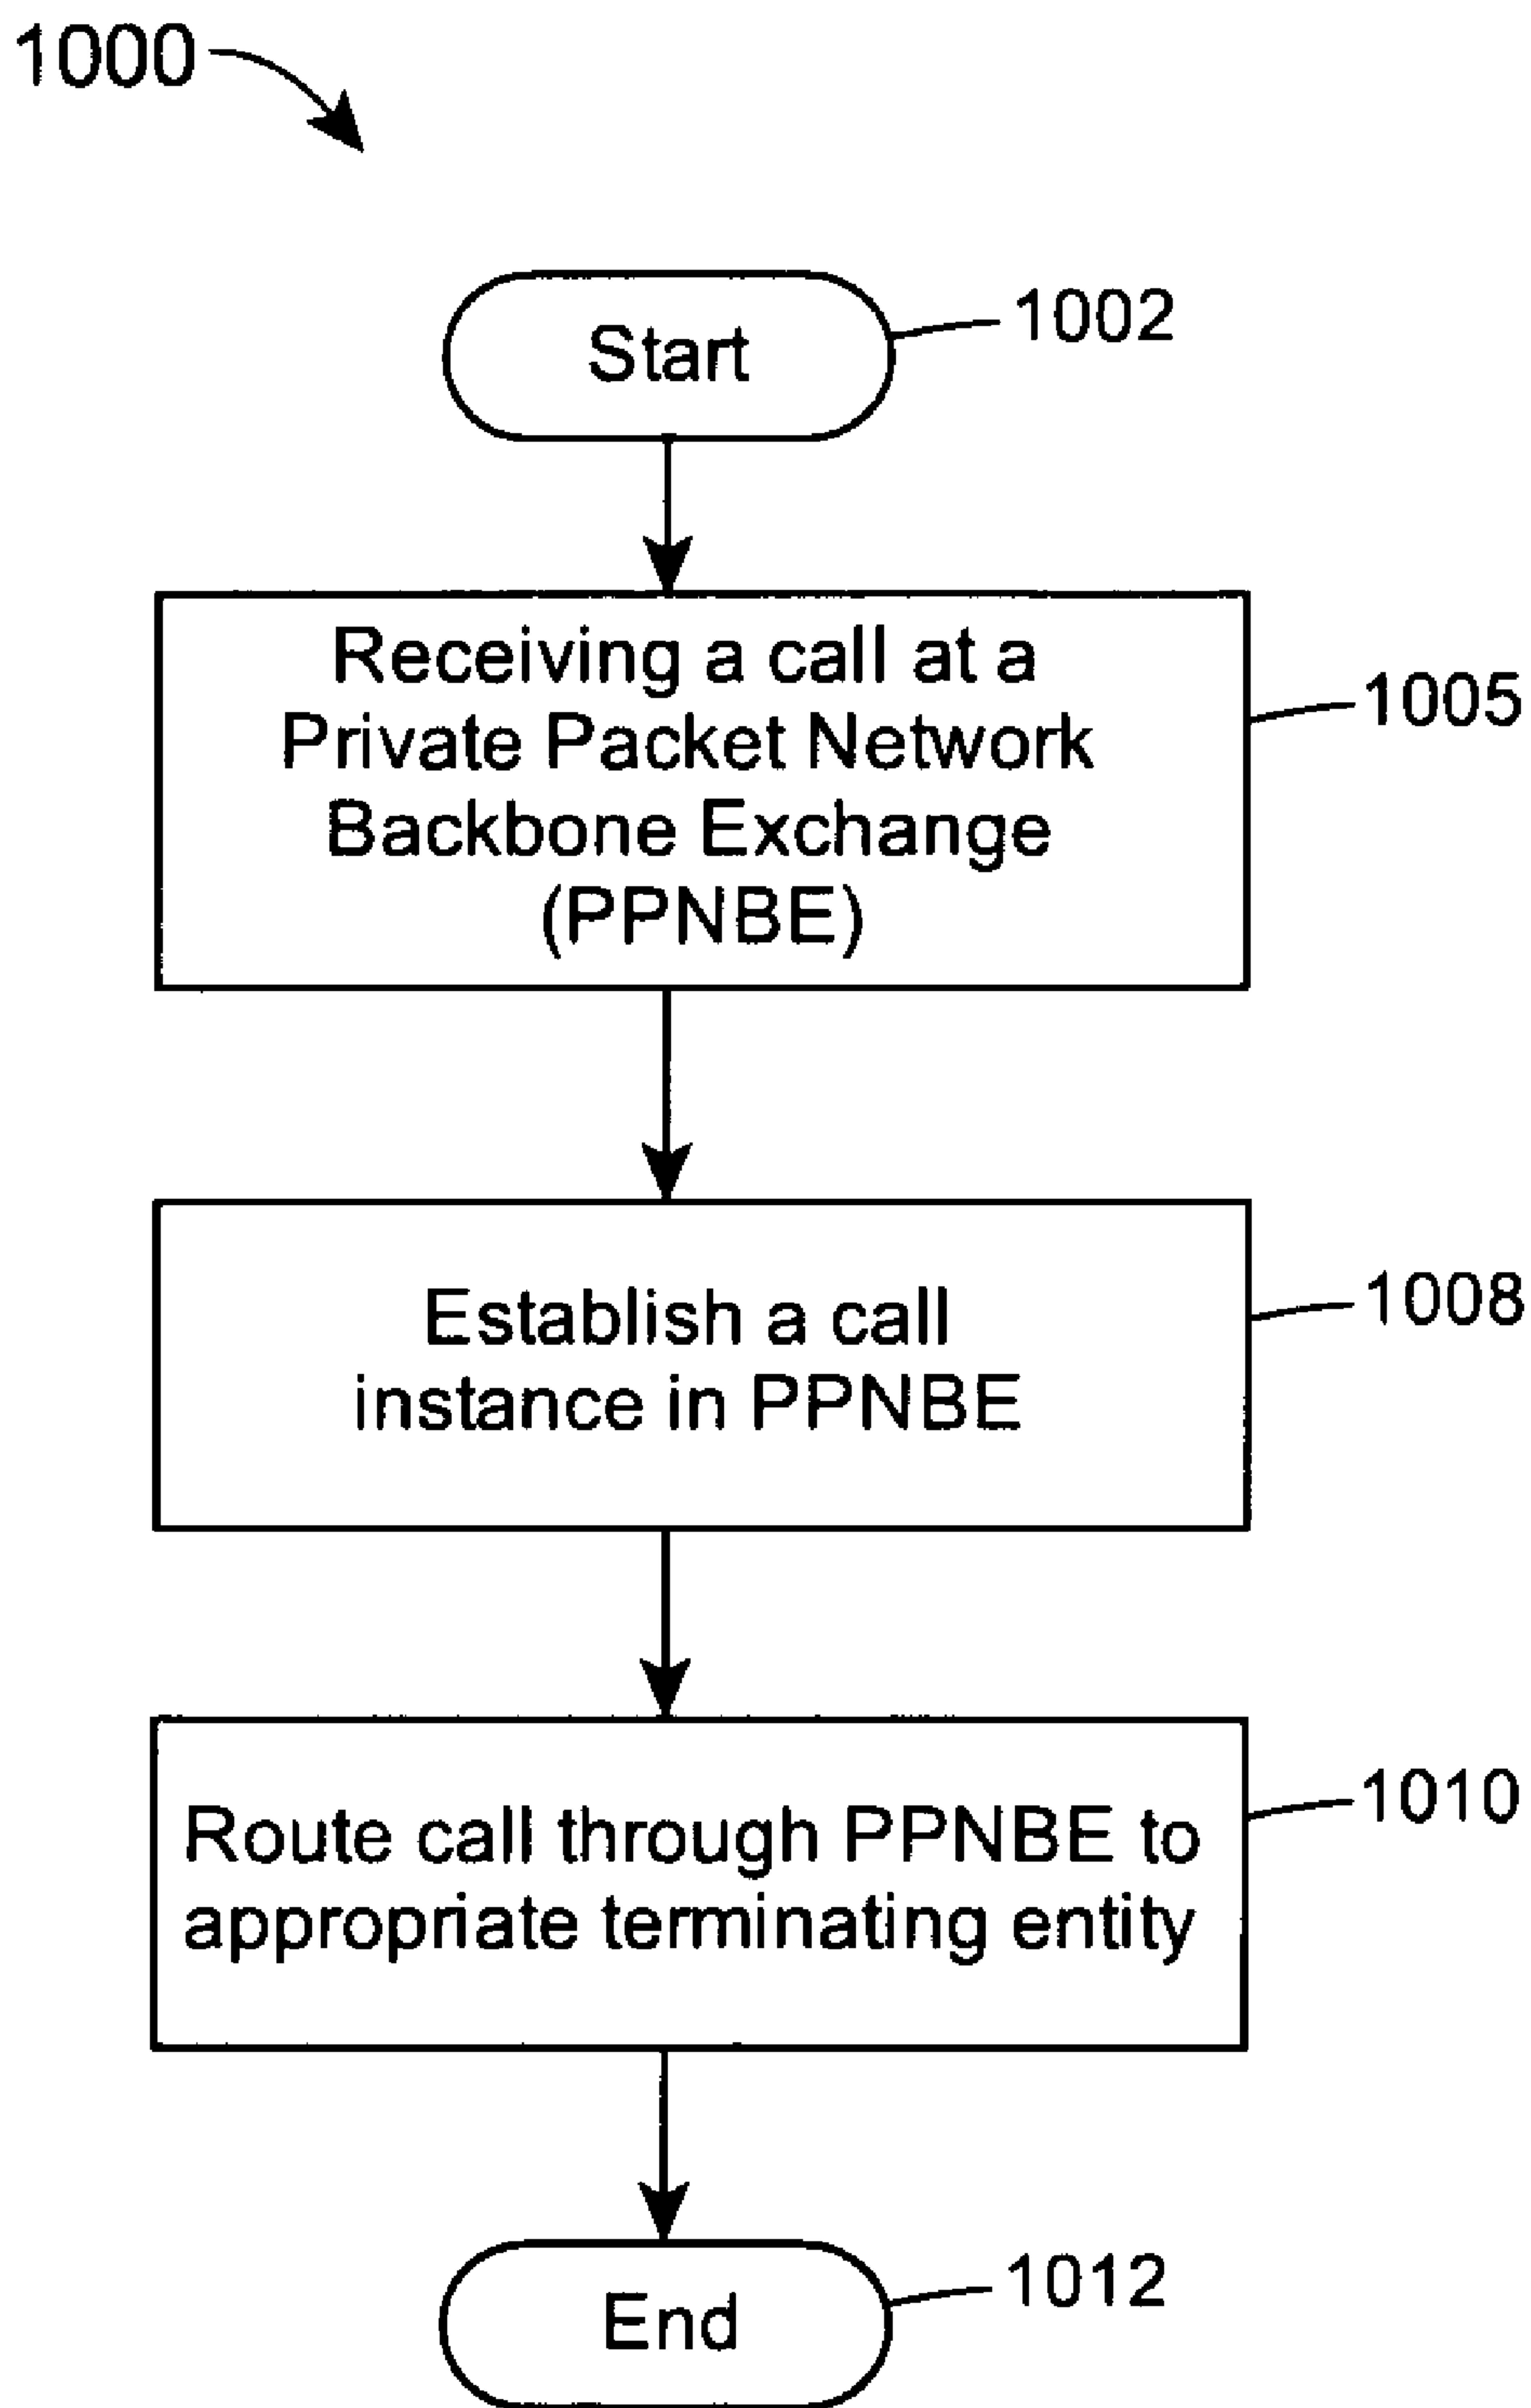 1000
Start
1002
Receiving a call at a
Private Packet Network
Backbone Exchange
(PPNBE)
1005
Establish a call
instance in PPNBE
1008
Route call through PPNBE to
appropriate terminating entity
1010
End
1012